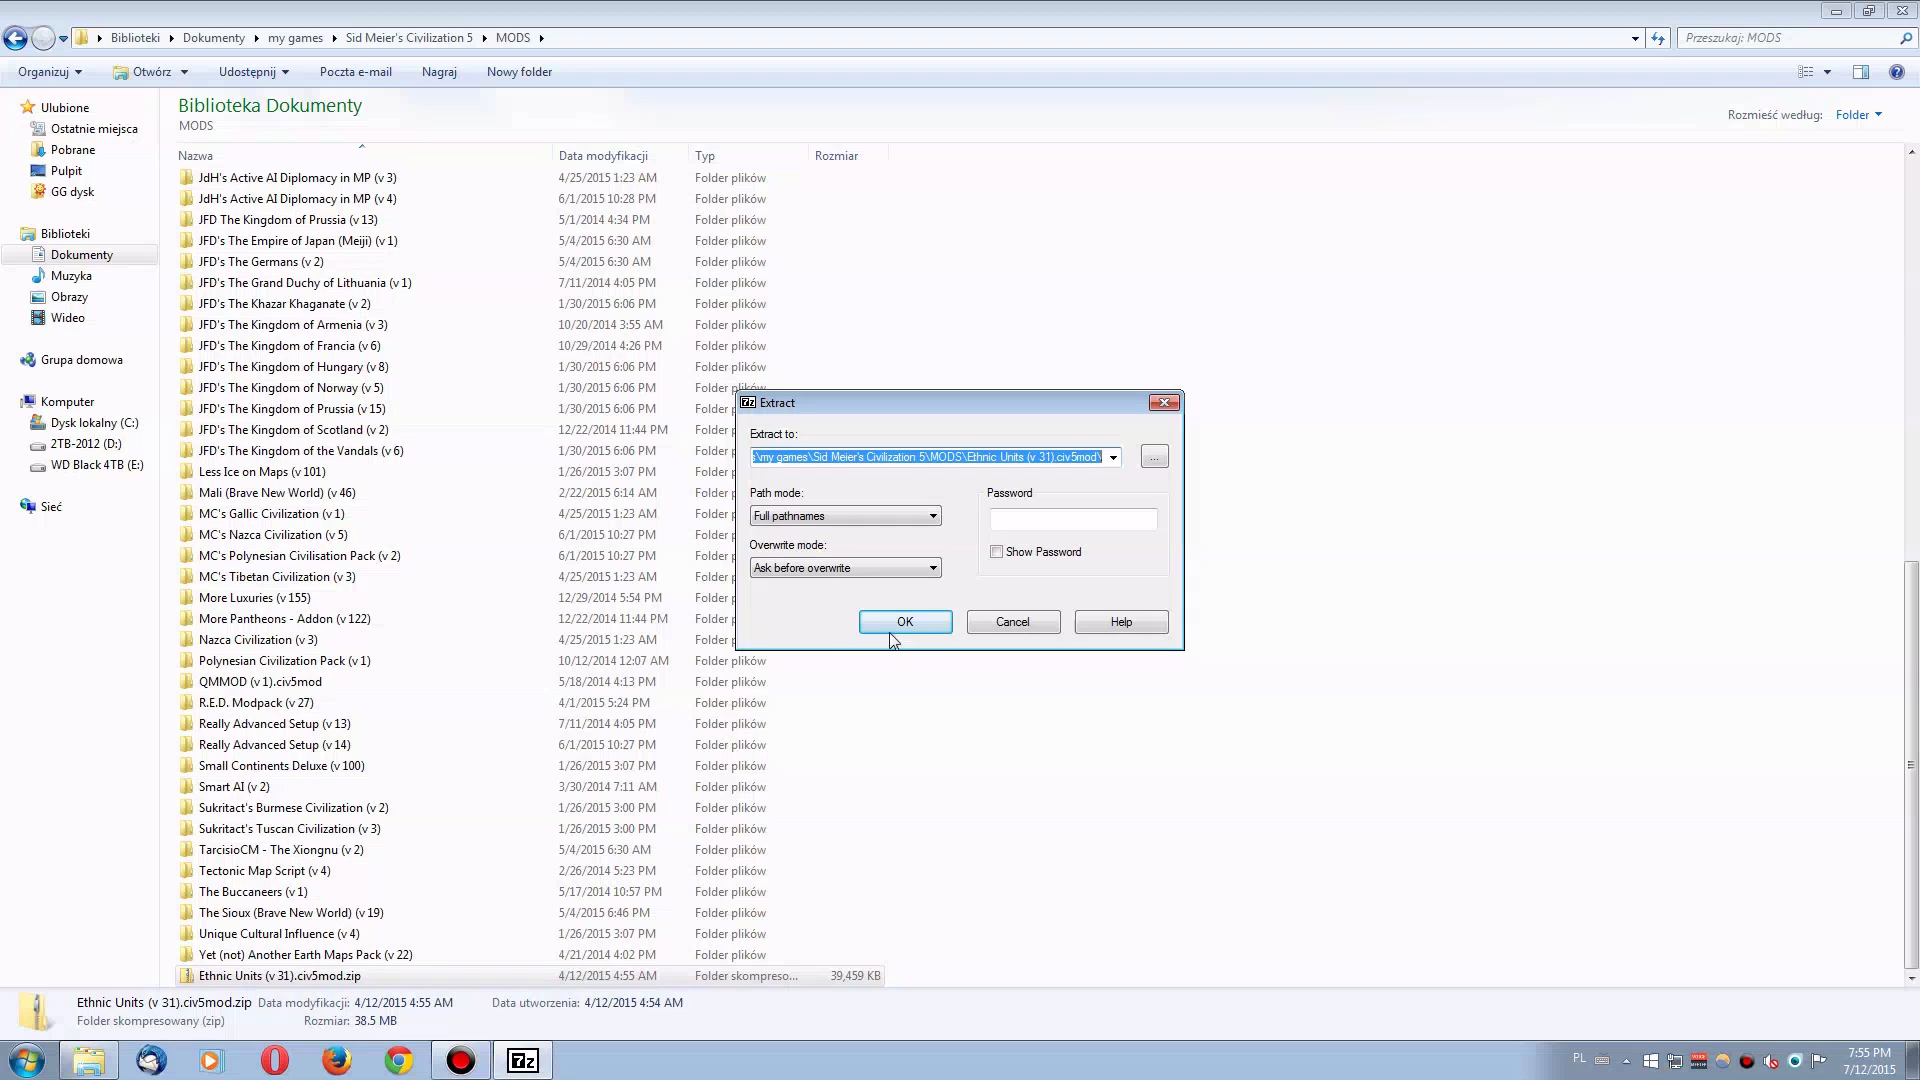 Biblioteki Dokumenty my games Sid Meier's Civilization 5 MODS
Przeszukaj: MODS
Organizuj Otwórz Udostępnij Poczta e-mail Nagraj Nowy folder
Ulubione
Ostatnie miejsca
Pobrane
Pulpit
GG dysk
Biblioteki
Dokumenty
Muzyka
Obrazy
Wideo
Grupa domowa
Komputer
Dysk lokalny (C:)
2TB-2012 (D:)
WD Black 4TB (E:)
Sieć
Biblioteka Dokumenty
MODS
Rozmieść według: Folder
Nazwa Data modyfikacji Typ Rozmiar
JdH's Active AI Diplomacy in MP (v 3) 4/25/2015 1:23 AM Folder plików
JdH's Active AI Diplomacy in MP (v 4) 6/1/2015 10:28 PM Folder plików
JFD The Kingdom of Prussia (v 13) 5/1/2014 4:34 PM Folder plików
JFD's The Empire of Japan (Meiji) (v 1) 5/4/2015 6:30 AM Folder plików
JFD's The Germans (v 2) 5/4/2015 6:30 AM Folder plików
JFD's The Grand Duchy of Lithuania (v 1) 7/11/2014 4:05 PM Folder plików
JFD's The Khazar Khaganate (v 2) 1/30/2015 6:06 PM Folder plików
JFD's The Kingdom of Armenia (v 3) 10/20/2014 3:55 AM Folder plików
JFD's The Kingdom of Francia (v 6) 10/29/2014 4:26 PM Folder plików
JFD's The Kingdom of Hungary (v 8) 1/30/2015 6:06 PM Folder plików
JFD's The Kingdom of Norway (v 5) 1/30/2015 6:06 PM Folder plików
JFD's The Kingdom of Prussia (v 15) 1/30/2015 6:06 PM Folder p
JFD's The Kingdom of Scotland (v 2) 12/22/2014 11:44 PM Folder p
JFD's The Kingdom of the Vandals (v 6) 1/30/2015 6:06 PM Folder p
Less Ice on Maps (v 101) 1/26/2015 3:07 PM Folder p
Mali (Brave New World) (v 46) 2/22/2015 6:14 AM Folder p
MC's Gallic Civilization (v 1) 4/25/2015 1:23 AM Folder p
MC's Nazca Civilization (v 5) 6/1/2015 10:27 PM Folder p
MC's Polynesian Civilisation Pack (v 2) 6/1/2015 10:27 PM Folder p
MC's Tibetan Civilization (v 3) 4/25/2015 1:23 AM Folder p
More Luxuries (v 155) 12/29/2014 5:54 PM Folder p
More Pantheons - Addon (v 122) 12/22/2014 11:44 PM Folder p
Nazca Civilization (v 3) 4/25/2015 1:23 AM Folder p
Polynesian Civilization Pack (v 1) 10/12/2014 12:07 AM Folder plików
QMMOD (v 1).civ5mod 5/18/2014 4:13 PM Folder plików
R.E.D. Modpack (v 27) 4/1/2015 5:24 PM Folder plików
Really Advanced Setup (v 13) 7/11/2014 4:05 PM Folder plików
Really Advanced Setup (v 14) 6/1/2015 10:27 PM Folder plików
Small Continents Deluxe (v 100) 1/26/2015 3:07 PM Folder plików
Smart AI (v 2) 3/30/2014 7:11 AM Folder plików
Sukritact's Burmese Civilization (v 2) 1/26/2015 3:00 PM Folder plików
Sukritact's Tuscan Civilization (v 3) 1/26/2015 3:00 PM Folder plików
TarcisioCM - The Xiongnu (v 2) 5/4/2015 6:30 AM Folder plików
Tectonic Map Script (v 4) 2/26/2014 5:23 PM Folder plików
The Buccaneers (v 1) 5/17/2014 10:57 PM Folder plików
The Sioux (Brave New World) (v 19) 5/4/2015 6:46 PM Folder plików
Unique Cultural Influence (v 4) 1/26/2015 3:07 PM Folder plików
Yet (not) Another Earth Maps Pack (v 22) 4/21/2014 4:02 PM Folder plików
Ethnic Units (v 31).civ5mod.zip 4/12/2015 4:55 AM Folder skompreso... 39,459 KB
7z Extract
Extract to:
\my games\Sid Meier's Civilization 5\MODS\Ethnic Units (v 31).civ5mod\
...
Path mode: Password
Full pathnames
Overwrite mode: Show Password
Ask before overwrite
OK Cancel Help
Ethnic Units (v 31).civ5mod.zip Data modyfikacji: 4/12/2015 4:55 AM Data utworzenia: 4/12/2015 4:54 AM
Folder skompresowany (zip) Rozmiar: 38.5 MB
7z
PL
7:55 PM
7/12/2015